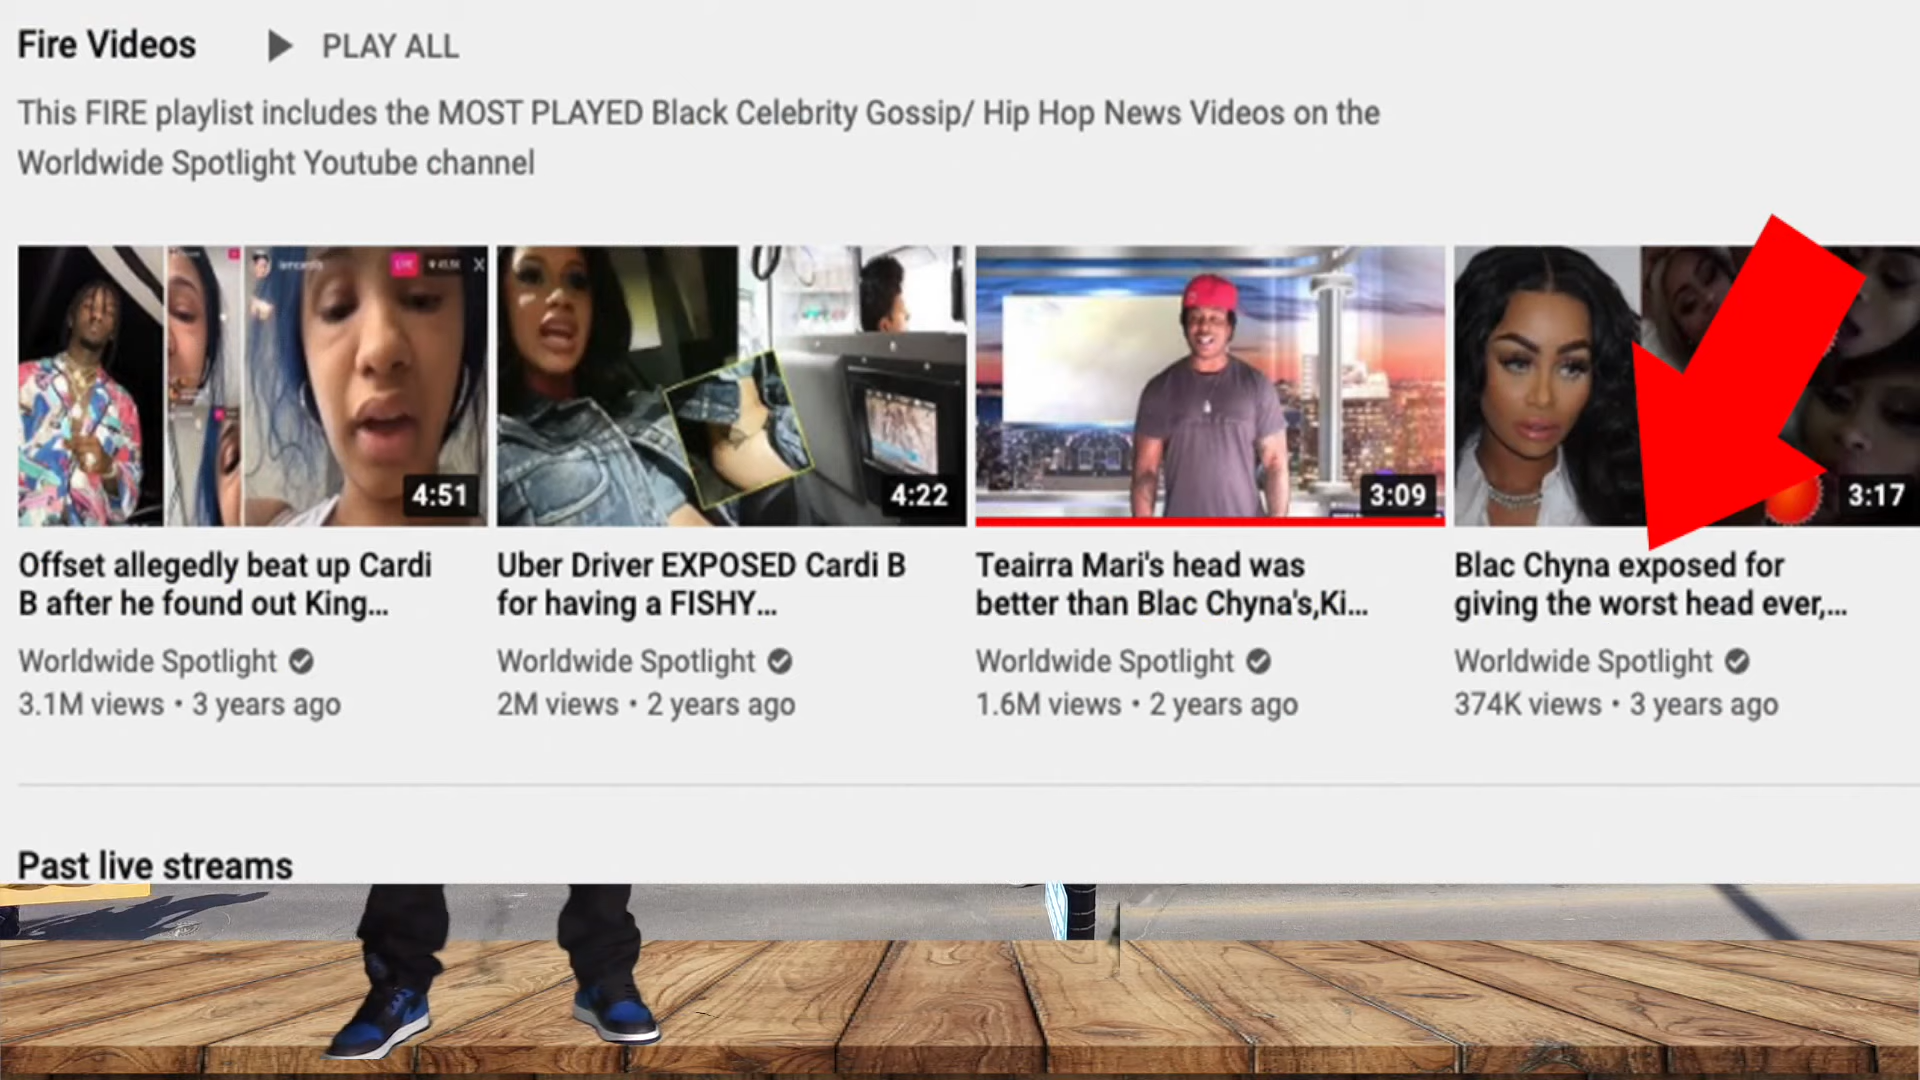 Fire Videos
PLAY ALL
This FIRE playlist includes the MOST PLAYED Black Celebrity Gossip/ Hip Hop News Videos on the
Worldwide Spotlight Youtube channel
LIVE
X
4:51
4:22
3:09
3:17
Offset allegedly beat up Cardi
B after he found out King...
Worldwide Spotlight
3.1M views • 3 years ago
Uber Driver EXPOSED Cardi B
for having a FISHY...
Worldwide Spotlight
2M views • 2 years ago
Teairra Mari's head was
better than Blac Chyna's,Ki...
Worldwide Spotlight
1.6M views • 2 years ago
Blac Chyna exposed for
giving the worst head ever,...
Worldwide Spotlight
374K views • 3 years ago
Past live streams